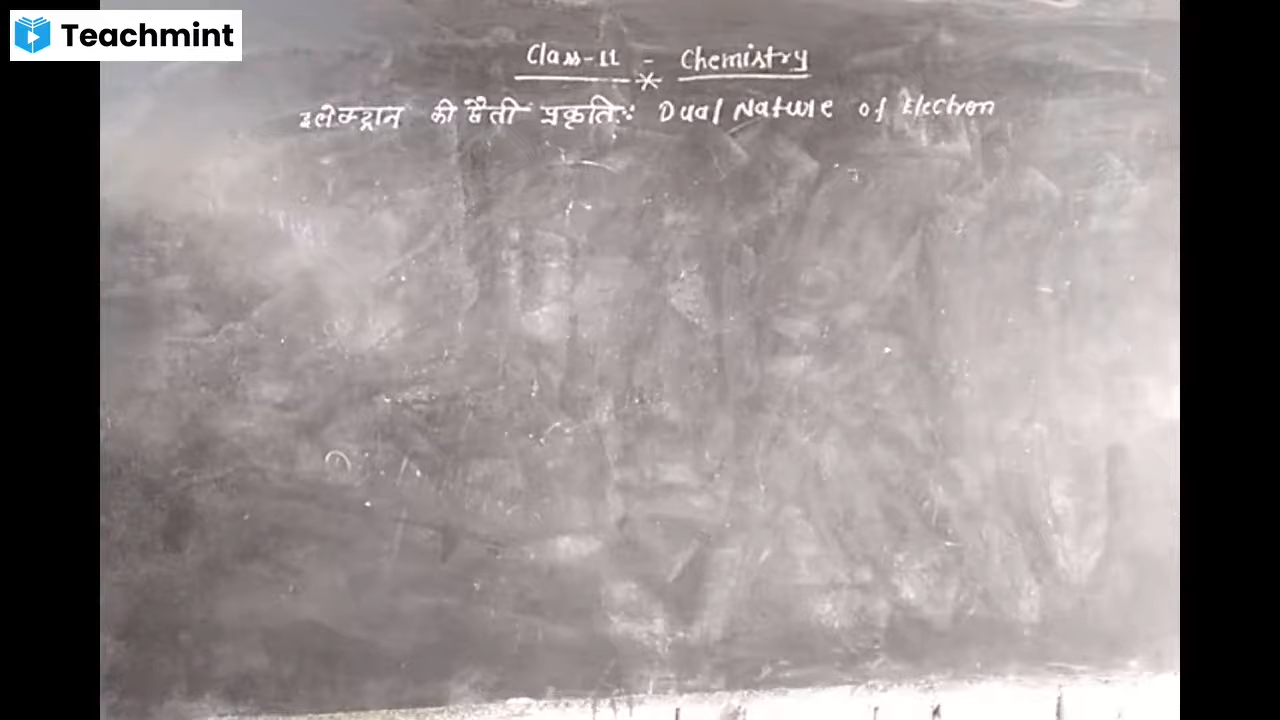 Teachmint
Class-11 - Chemistry
इलेक्ट्रान की द्वैती प्रकृतिः: Dual Nature of Electron